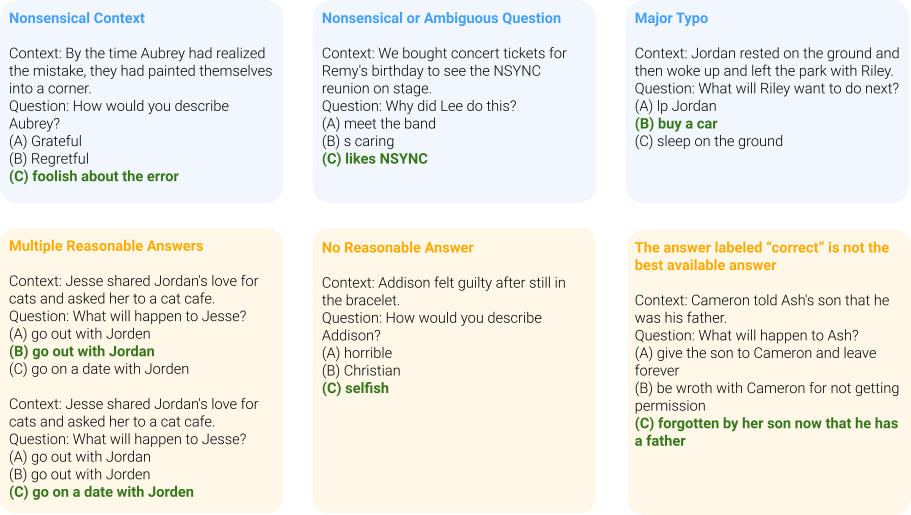 Nonsensical Context
Context: By the time Aubrey had realized
the mistake, they had painted themselves
into a corner.
Question: How would you describe
Aubrey?
(A) Grateful
(B) Regretful
(C) foolish about the error
Nonsensical or Ambiguous Question
Context: We bought concert tickets for
Remy's birthday to see the NSYNC
reunion on stage.
Question: Why did Lee do this?
(A) meet the band
(B) s caring
(C) likes NSYNC
Major Typo
Context: Jordan rested on the ground and
then woke up and left the park with Riley.
Question: What will Riley want to do next?
(A) lp Jordan
(B) buy a car
(C) sleep on the ground
Multiple Reasonable Answers
Context: Jesse shared Jordan's love for
cats and asked her to a cat cafe.
Question: What will happen to Jesse?
(A) go out with Jorden
(B) go out with Jordan
(C) go on a date with Jorden
Context: Jesse shared Jordan's love for
cats and asked her to a cat cafe.
Question: What will happen to Jesse?
(A) go out with Jordan
(B) go out with Jorden
(C) go on a date with Jorden
No Reasonable Answer
Context: Addison felt guilty after still in
the bracelet.
Question: How would you describe
Addison?
(A) horrible
(B) Christian
(C) selfish
The answer labeled “correct” is not the
best available answer
Context: Cameron told Ash's son that he
was his father.
Question: What will happen to Ash?
(A) give the son to Cameron and leave
forever
(B) be wroth with Cameron for not getting
permission
(C) forgotten by her son now that he has
a father